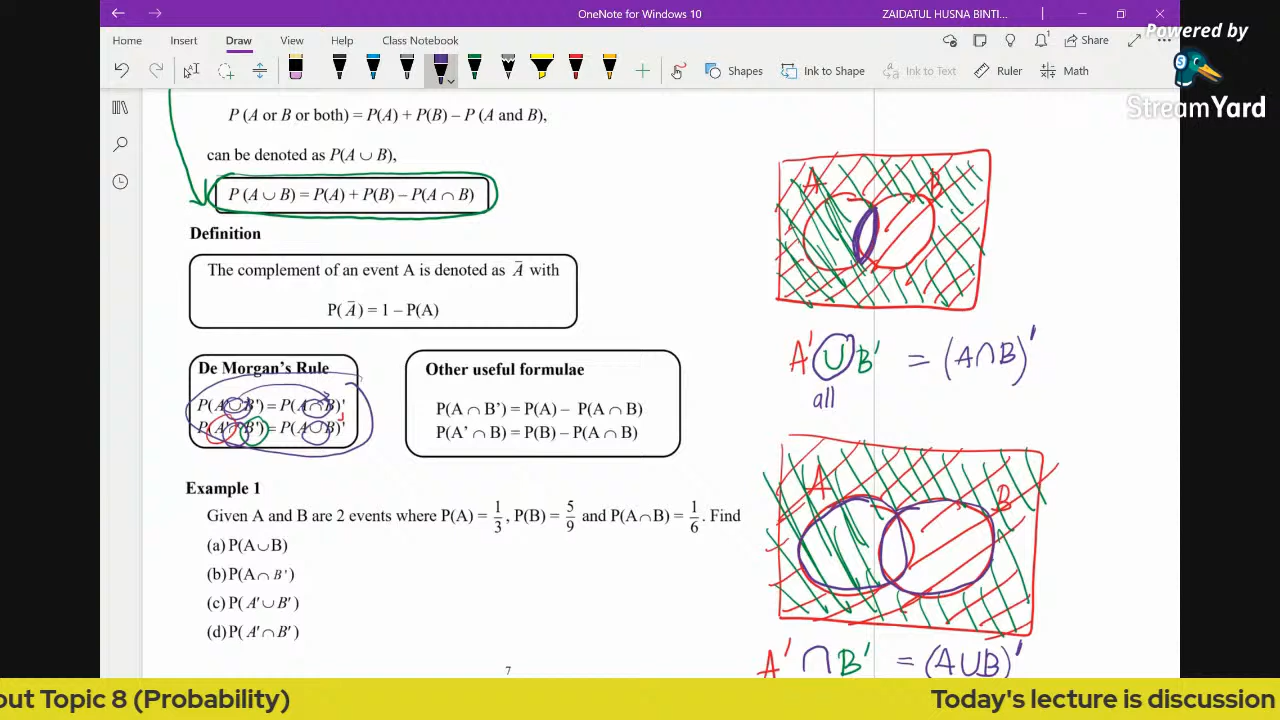 OneNote for Windows 10
ZAIDATUL HUSNA BINTI...
Powered by
StreamYard
Home Insert Draw View Help Class Notebook Share
Shapes Ink to Shape Ink to Text Ruler Math
P (A or B or both) = P(A) + P(B) – P (A and B),
can be denoted as P(A ∪ B),
P (A ∪ B) = P(A) + P(B) – P(A ∩ B)
Definition
The complement of an event A is denoted as A̅ with
P( A̅ ) = 1 – P(A)
De Morgan's Rule
P(A'∪B') = P(A∩B)'
P(A'∩B') = P(A∪B)'
Other useful formulae
P(A ∩ B') = P(A) – P(A ∩ B)
P(A' ∩ B) = P(B) – P(A ∩ B)
Example 1
Given A and B are 2 events where P(A) = 1/3, P(B) = 5/9 and P(A∩B) = 1/6. Find
(a) P(A∪B)
(b) P(A∩ B')
(c) P( A'∪B')
(d) P( A'∩B')
7
A B
A' ∪ B' = (A∩B)'
all
A B
A' ∩ B' = (A∪B)'
out Topic 8 (Probability)
Today's lecture is discussion